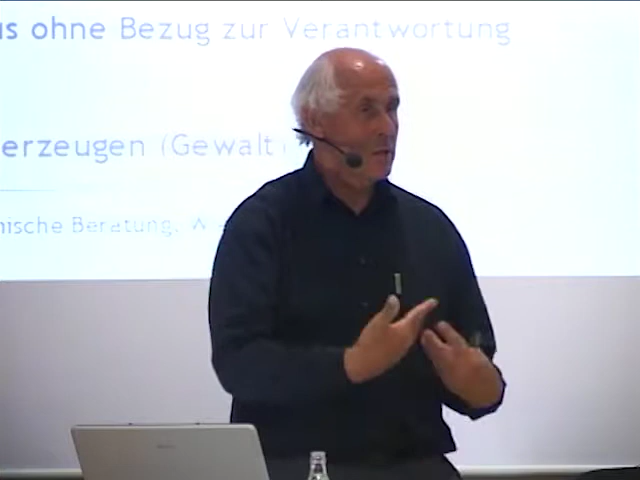 us ohne Bezug zur Verantwortung
erzeugen (Gewalt)
nische Beratung,